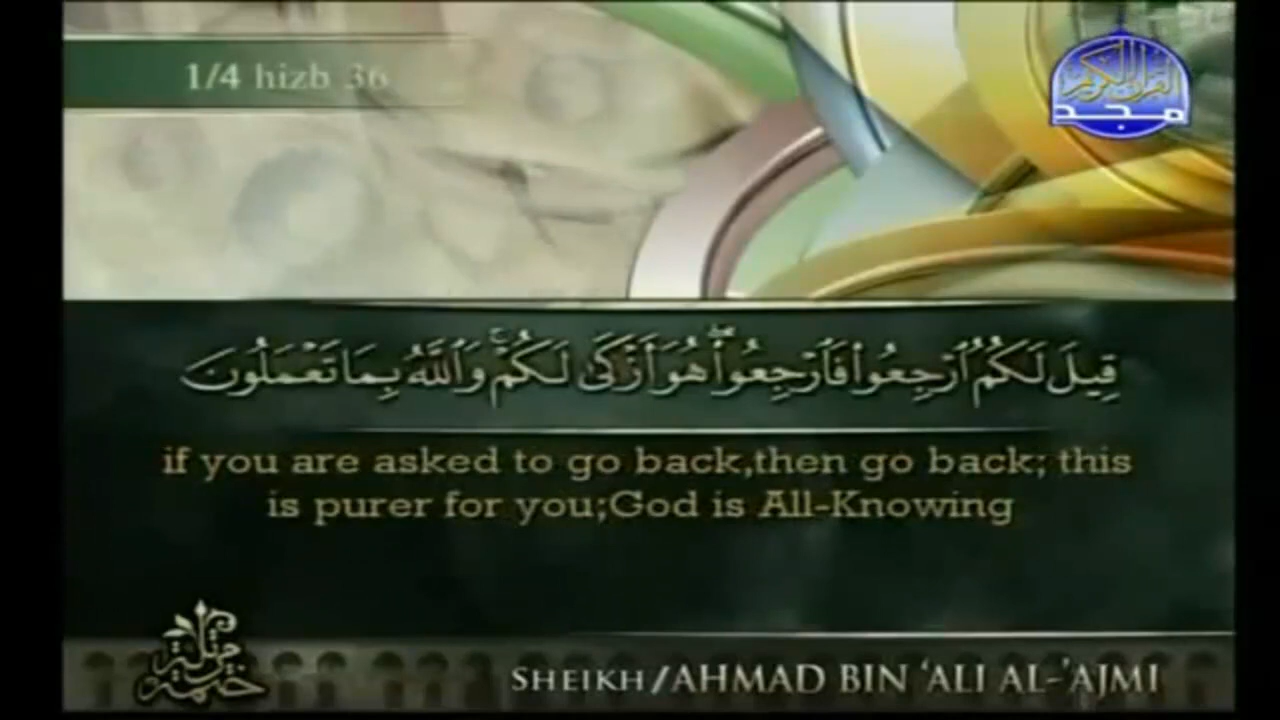 1/4 hizb 36
القرآن الكريم
مجد
قِيلَ لَكُمُ ٱرْجِعُوا۟ فَٱرْجِعُوا۟ ۖ هُوَ أَزْكَىٰ لَكُمْ ۚ وَٱللَّهُ بِمَا تَعْمَلُونَ
if you are asked to go back,then go back; this
is purer for you;God is All-Knowing
ختمة مرتلة
SHEIKH/AHMAD BIN ‘ALI AL-’AJMI